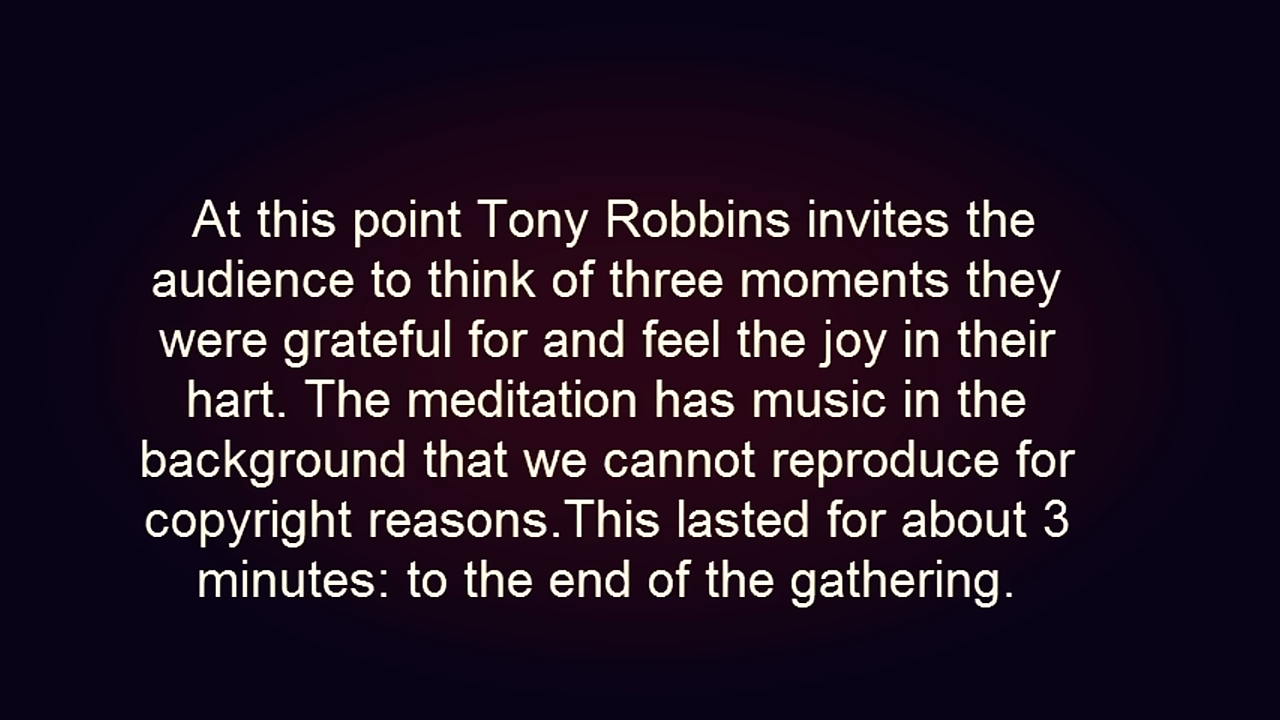 At this point Tony Robbins invites the
audience to think of three moments they
were grateful for and feel the joy in their
hart. The meditation has music in the
background that we cannot reproduce for
copyright reasons.This lasted for about 3
minutes: to the end of the gathering.